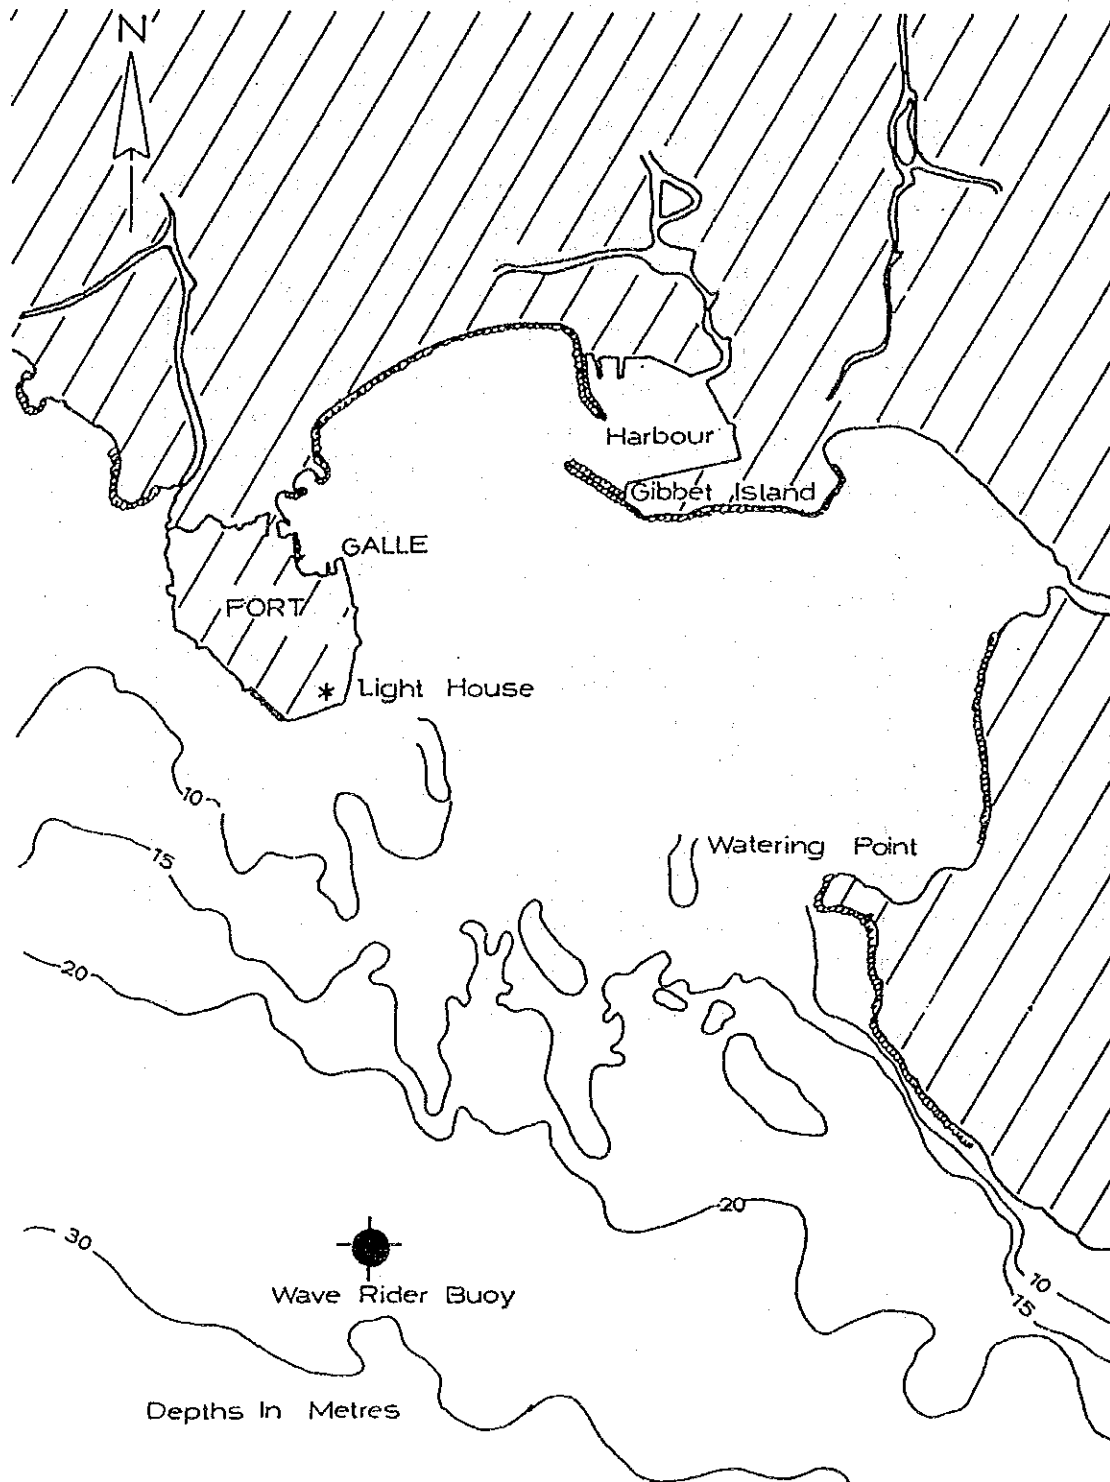 N
Harbour
Gibbet Island
GALLE
FORT
Light House
10
15
Watering Point
20
20
30
Wave Rider Buoy
10
15
Depths In Metres